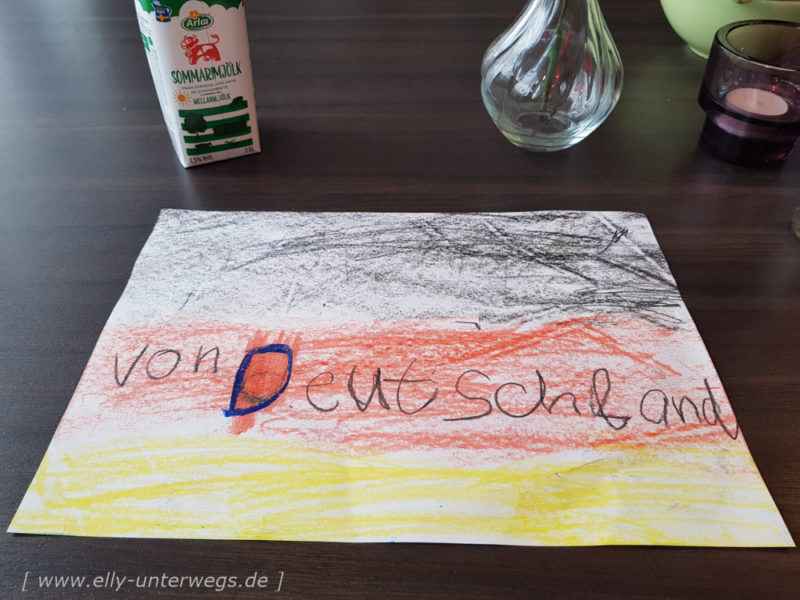 Arla
SOMMARMJÖLK
MELLANMJÖLK
1,5% fett
von Deutschland
[ www.elly-unterwegs.de ]